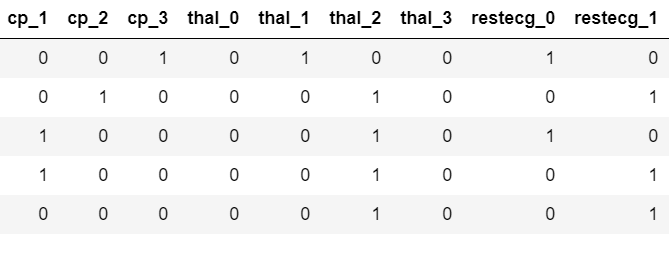 cp_1 cp_2 cp_3 thal_0 thal_1 thal_2 thal_3 restecg_0 restecg_1
0 0 1 0 1 0 0 1 0
0 1 0 0 0 1 0 0 1
1 0 0 0 0 1 0 1 0
1 0 0 0 0 1 0 0 1
0 0 0 0 0 1 0 0 1